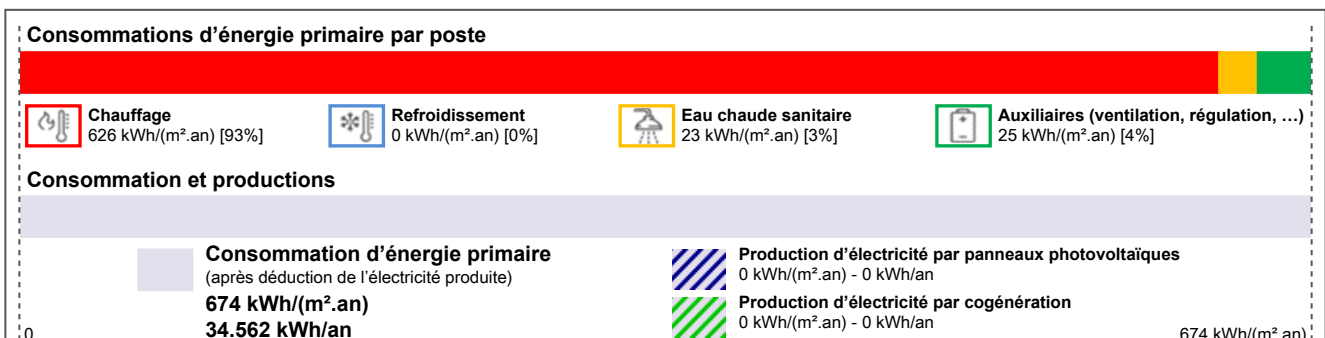 Consommations d'énergie primaire par poste
Chauffage
626 kWh/(m².an) [93%]
Refroidissement
0 kWh/(m².an) [0%]
Eau chaude sanitaire
23 kWh/(m².an) [3%]
Auxiliaires (ventilation, régulation, …)
25 kWh/(m².an) [4%]
Consommation et productions
Consommation d'énergie primaire
(après déduction de l'électricité produite)
674 kWh/(m².an)
34.562 kWh/an
Production d'électricité par panneaux photovoltaïques
0 kWh/(m².an) - 0 kWh/an
Production d'électricité par cogénération
0 kWh/(m².an) - 0 kWh/an
0
674 kWh/(m².an)